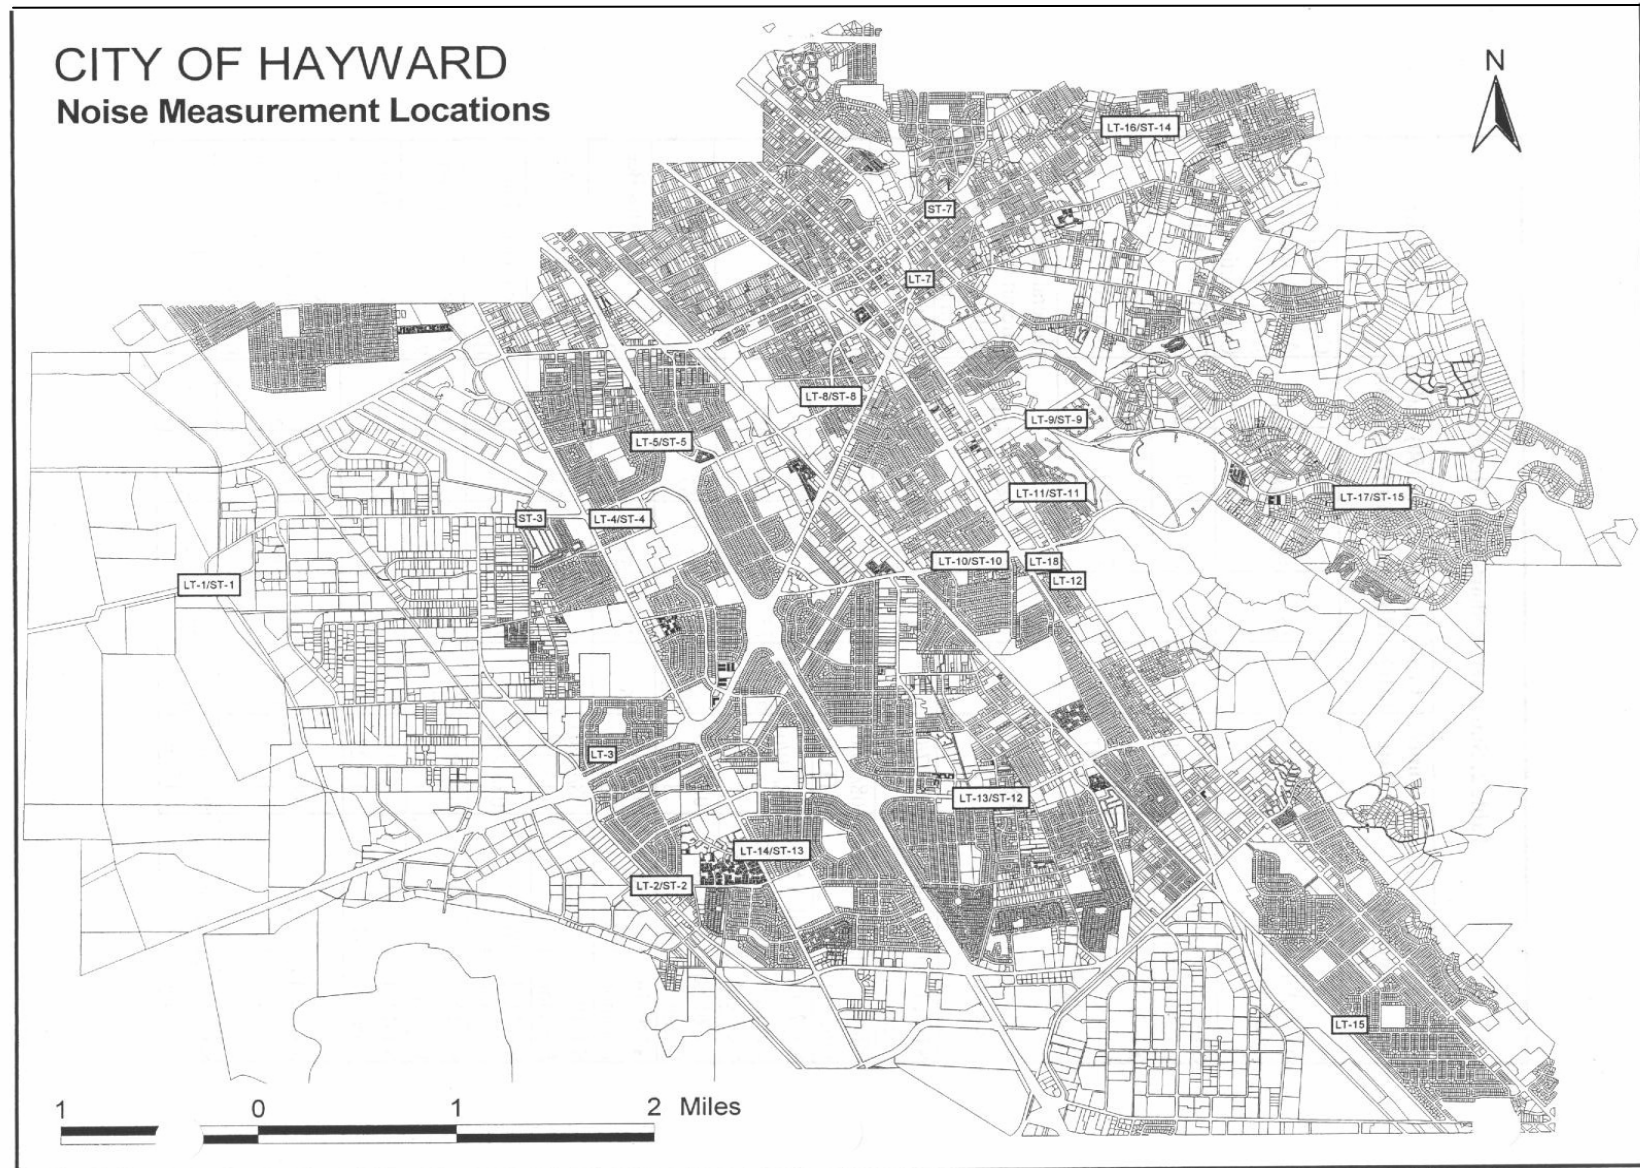 CITY OF HAYWARD
Noise Measurement Locations
N
LT-16/ST-14
ST-7
LT-7
LT-8/ST-8
LT-9/ST-9
LT-5/ST-5
LT-11/ST-11
LT-17/ST-15
ST-3
LT-4/ST-4
LT-10/ST-10
LT-18
LT-12
LT-1/ST-1
LT-3
LT-13/ST-12
LT-14/ST-13
LT-2/ST-2
LT-15
1 0 1 2 Miles